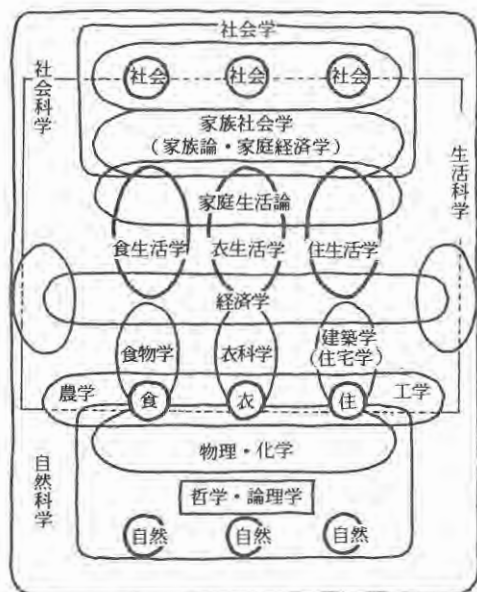 社会学
社会 社会 社会
社会科学
家族社会学
(家族論・家庭経済学)
生活科学
家庭生活論
食生活学 衣生活学 住生活学
経済学
食物学 衣科学 建築学
(住宅学)
農学 食 衣 住 工学
物理・化学
自然科学
哲学・論理学
自然 自然 自然